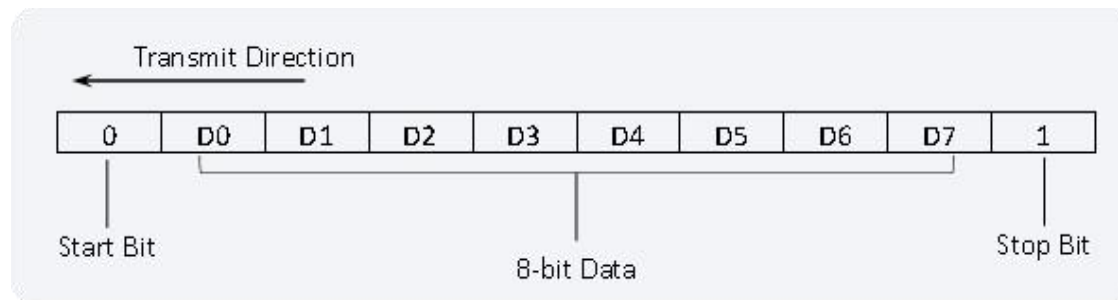 Transmit Direction
0 D0 D1 D2 D3 D4 D5 D6 D7 1
Start Bit
8-bit Data
Stop Bit